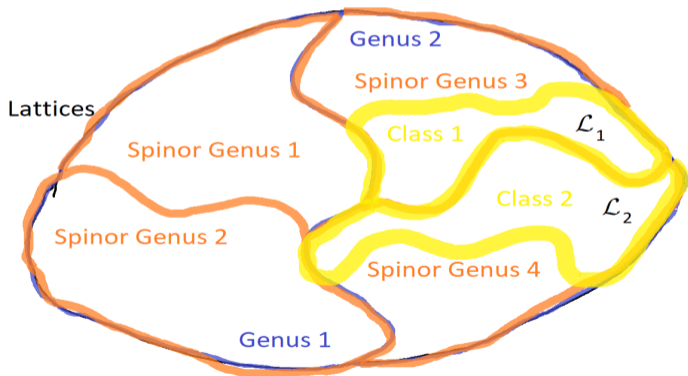 Genus 2
Spinor Genus 3
Lattices
Class 1
ℒ₁
Spinor Genus 1
Class 2
ℒ₂
Spinor Genus 2
Spinor Genus 4
Genus 1